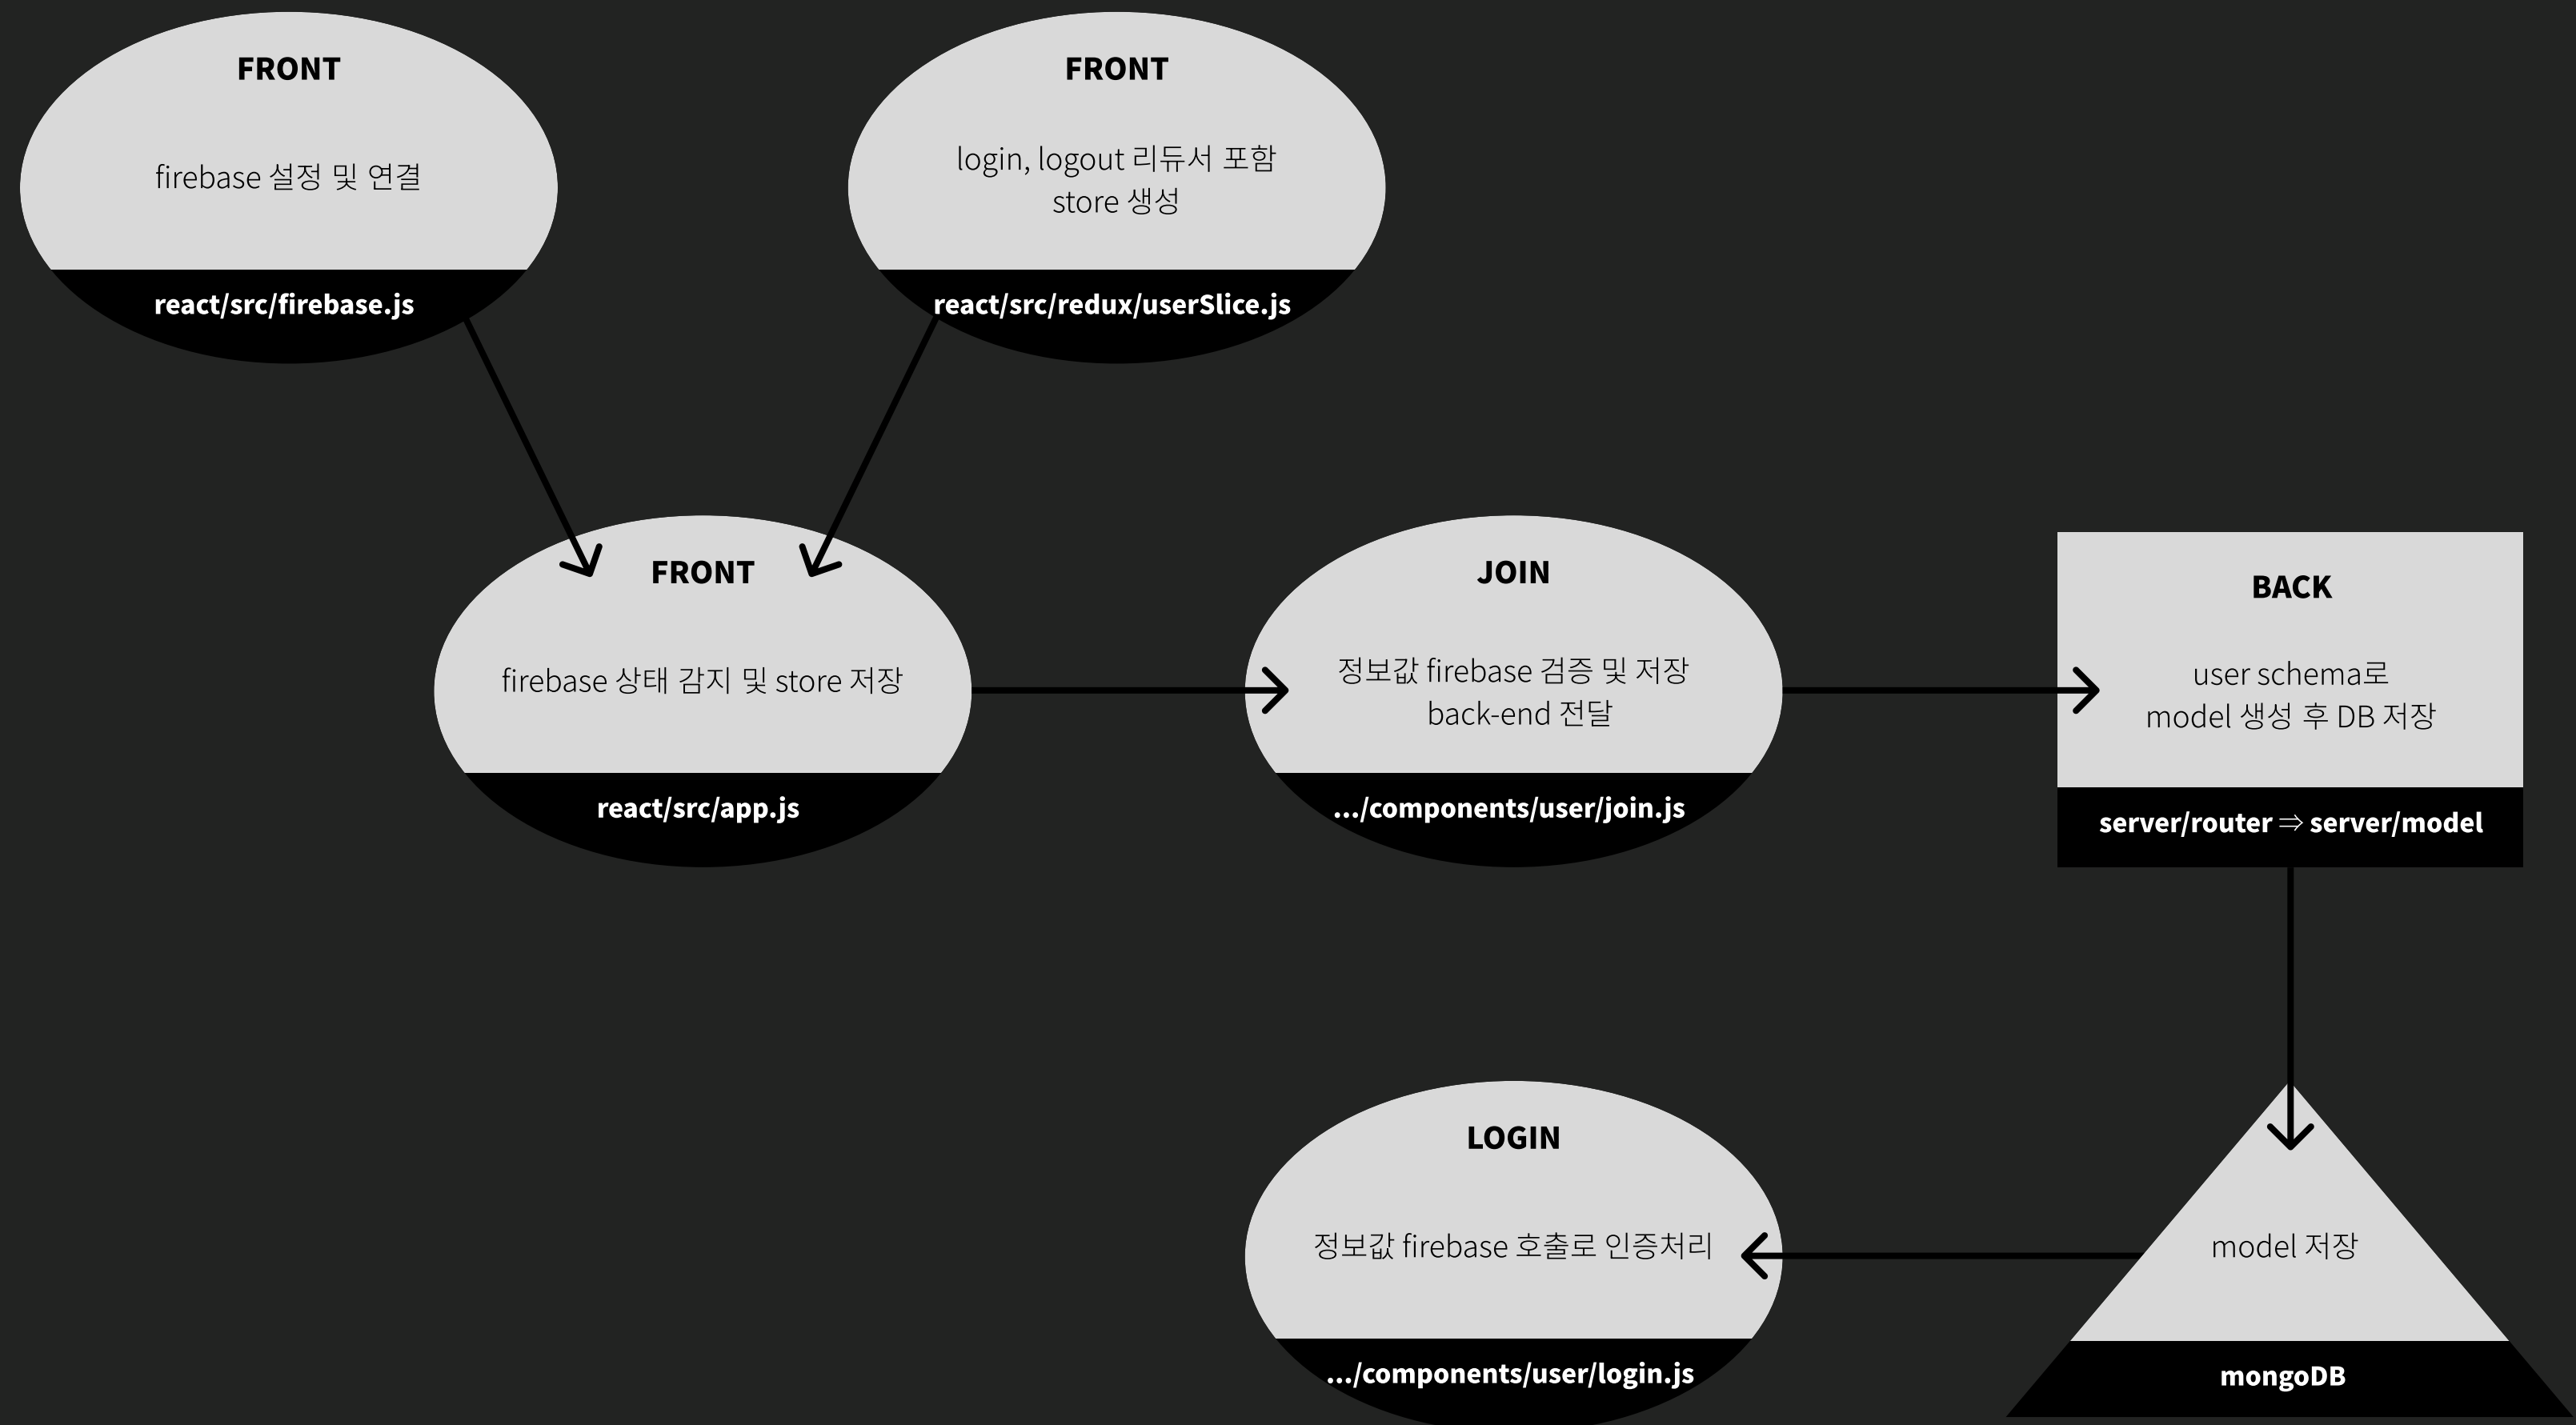 FRONT
firebase 설정 및 연결
react/src/firebase.js
FRONT
login, logout 리듀서 포함
store 생성
react/src/redux/userSlice.js
FRONT
firebase 상태 감지 및 store 저장
react/src/app.js
JOIN
정보값 firebase 검증 및 저장
back-end 전달
.../components/user/join.js
BACK
user schema로
model 생성 후 DB 저장
server/router ⇒ server/model
LOGIN
정보값 firebase 호출로 인증처리
.../components/user/login.js
model 저장
mongoDB